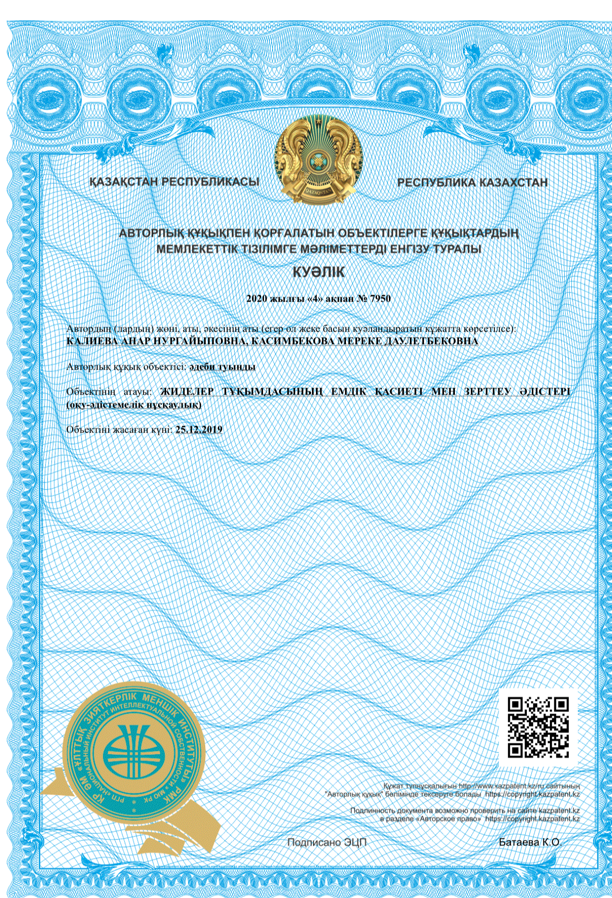 ҚАЗАҚСТАН РЕСПУБЛИКАСЫ
РЕСПУБЛИКА КАЗАХСТАН
АВТОРЛЫҚ ҚҰҚЫҚПЕН ҚОРҒАЛАТЫН ОБЪЕКТІЛЕРГЕ ҚҰҚЫҚТАРДЫҢ
МЕМЛЕКЕТТІК ТІЗІЛІМГЕ МӘЛІМЕТТЕРДІ ЕНГІЗУ ТУРАЛЫ
КУӘЛІК
2020 жылғы «4» ақпан № 7950
Автордың (лардың) жөні, аты, әкесінің аты (егер ол жеке басын куәландыратын құжатта көрсетілсе):
КАЛИЕВА АНАР НУРГАЙЫПОВНА, КАСИМБЕКОВА МЕРЕКЕ ДАУЛЕТБЕКОВНА
Авторлық құқық объектісі: әдеби туынды
Объектінің атауы: ЖИДЕЛЕР ТҰҚЫМДАСЫНЫҢ ЕМДІК ҚАСИЕТІ МЕН ЗЕРТТЕУ ӘДІСТЕРІ
(оқу-әдістемелік нұсқаулық)
Объектіні жасаған күні: 25.12.2019
ҚР ӘМ «ҰЛТТЫҚ ЗИЯТКЕРЛІК МЕНШІК ИНСТИТУТЫ» РМК
РГП «НАЦИОНАЛЬНЫЙ ИНСТИТУТ ИНТЕЛЛЕКТУАЛЬНОЙ СОБСТВЕННОСТИ» МЮ РК
Құжат түпнұсқалығын http://www.kazpatent.kz/ru сайтының
"Авторлық құқық" бөлімінде тексеруге болады https://copyright.kazpatent.kz
Подлинность документа возможно проверить на сайте kazpatent.kz
в разделе «Авторское право» https://copyright.kazpatent.kz
Подписано ЭЦП
Батаева К.О.